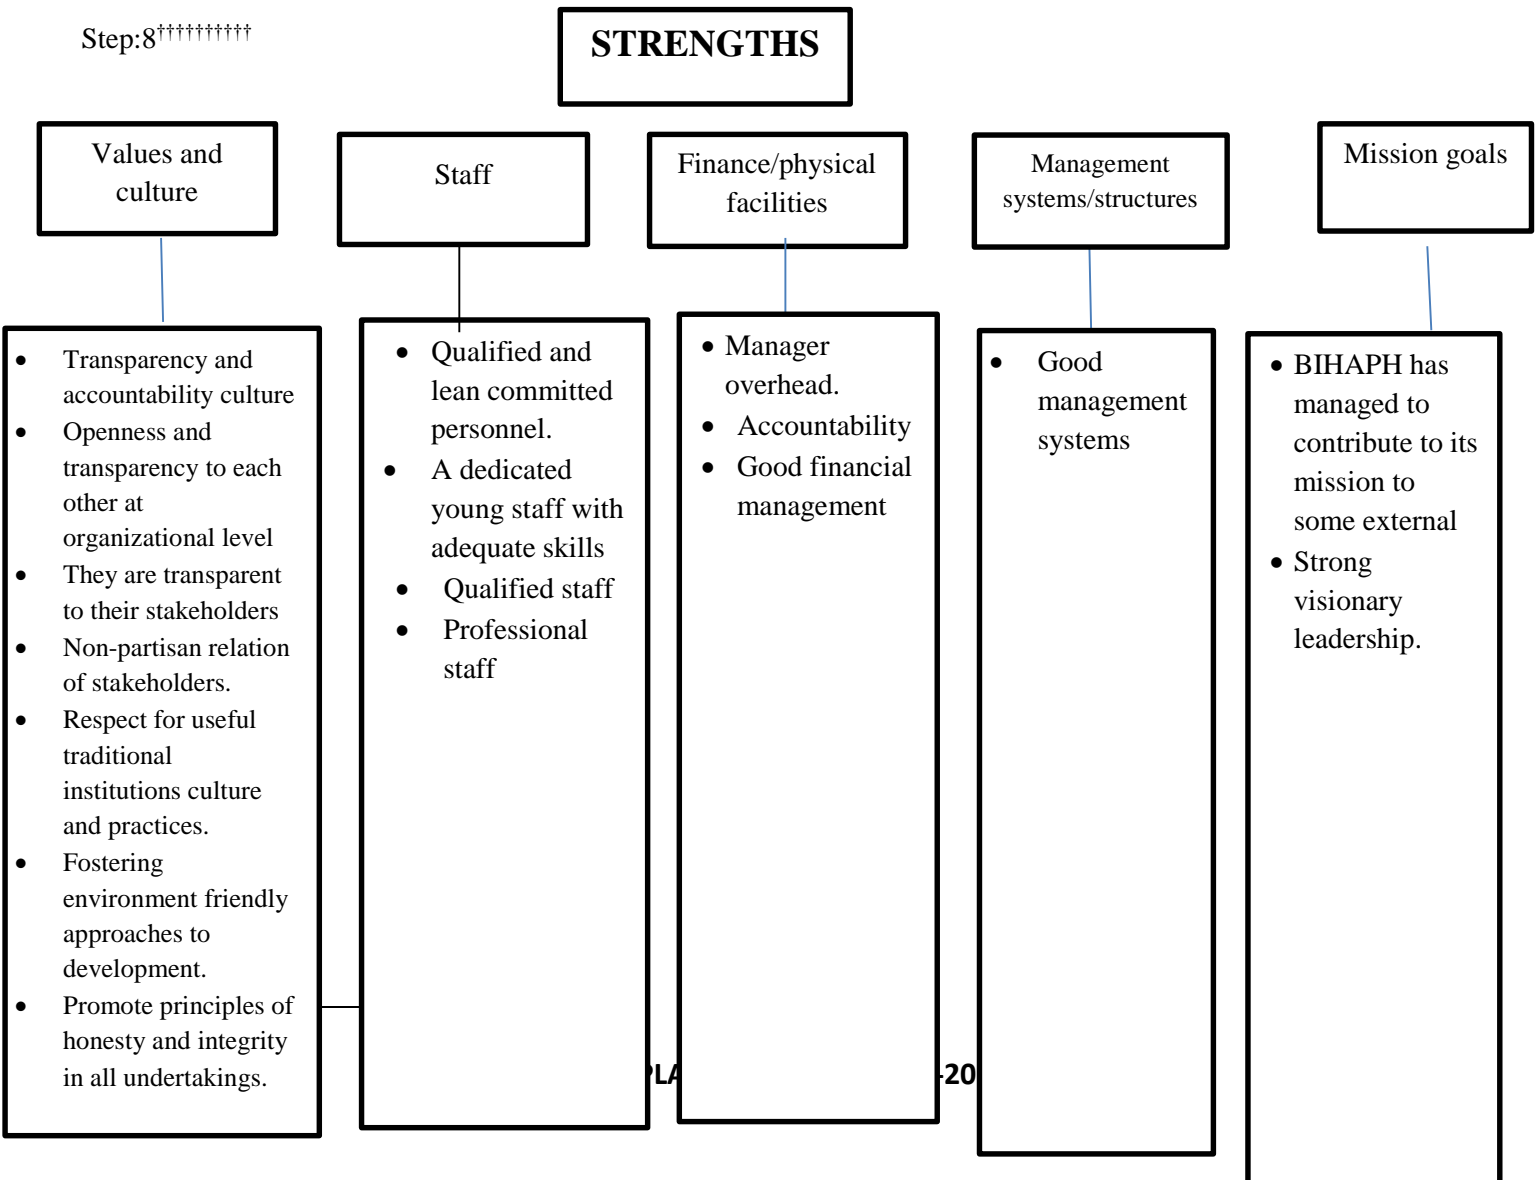 Step:8††††††††††
STRENGTHS
Values and
culture
Staff
Finance/physical
facilities
Management
systems/structures
Mission goals
• Transparency and
accountability culture
• Openness and
transparency to each
other at
organizational level
• They are transparent
to their stakeholders
• Non-partisan relation
of stakeholders.
• Respect for useful
traditional
institutions culture
and practices.
• Fostering
environment friendly
approaches to
development.
• Promote principles of
honesty and integrity
in all undertakings.
• Qualified and
lean committed
personnel.
• A dedicated
young staff with
adequate skills
• Qualified staff
• Professional
staff
• Manager
overhead.
• Accountability
• Good financial
management
• Good
management
systems
• BIHAPH has
managed to
contribute to its
mission to
some external
• Strong
visionary
leadership.
-20